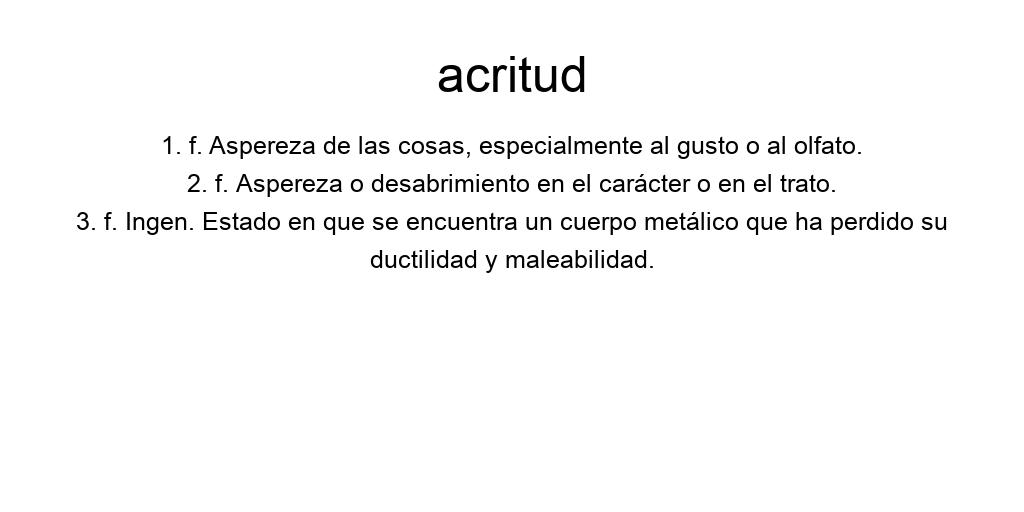 acritud
1. f. Aspereza de las cosas, especialmente al gusto o al olfato.
2. f. Aspereza o desabrimiento en el carácter o en el trato.
3. f. Ingen. Estado en que se encuentra un cuerpo metálico que ha perdido su
ductilidad y maleabilidad.